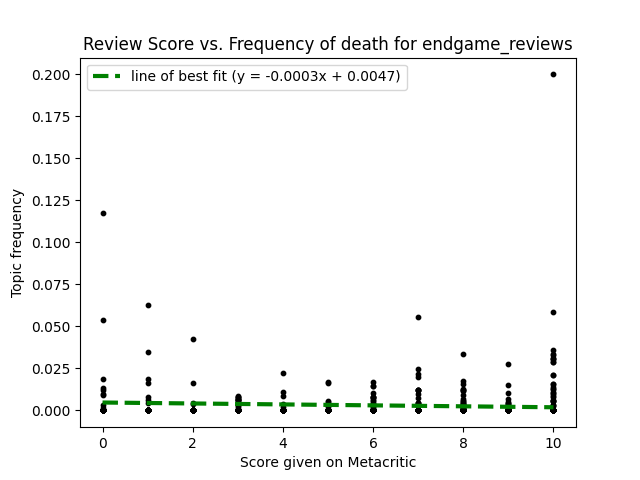 Review Score vs. Frequency of death for endgame_reviews
line of best fit (y = -0.0003x + 0.0047)
0.200
0.175
0.150
0.125
0.100
0.075
0.050
0.025
0.000
Topic frequency
0 2 4 6 8 10
Score given on Metacritic